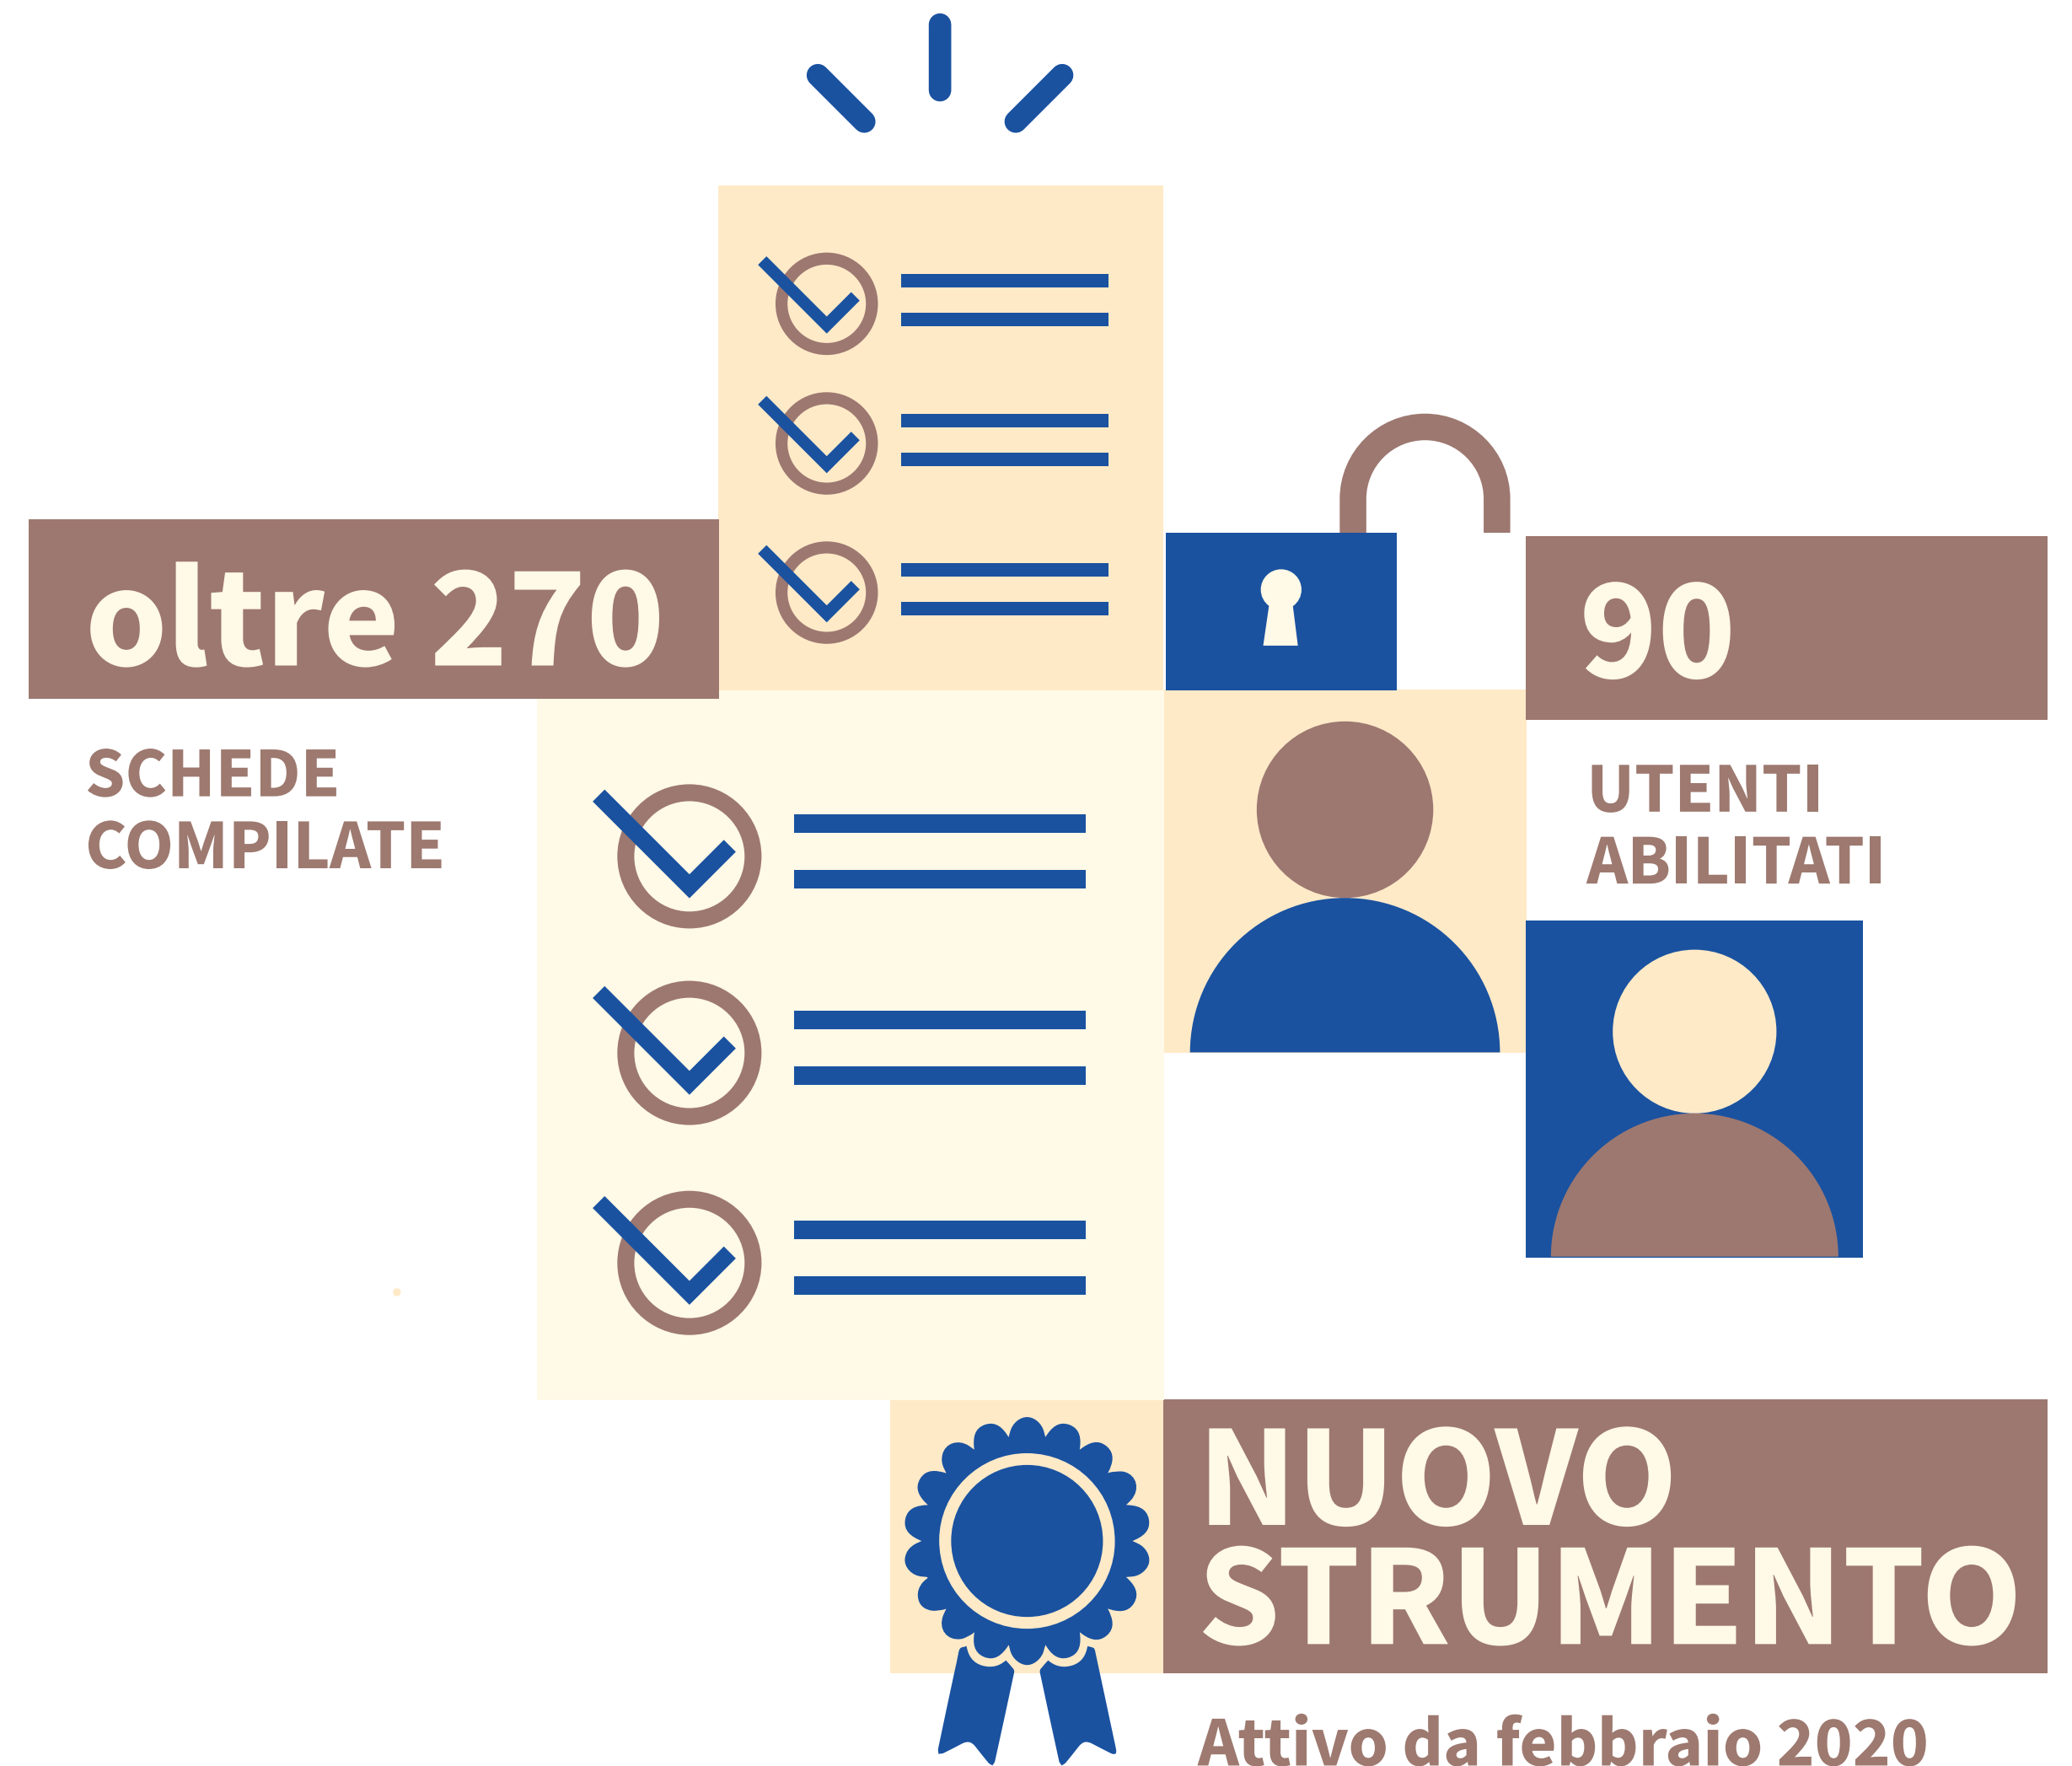 oltre 270
SCHEDE
COMPILATE
90
UTENTI
ABILITATI
NUOVO
STRUMENTO
Attivo da febbraio 2020